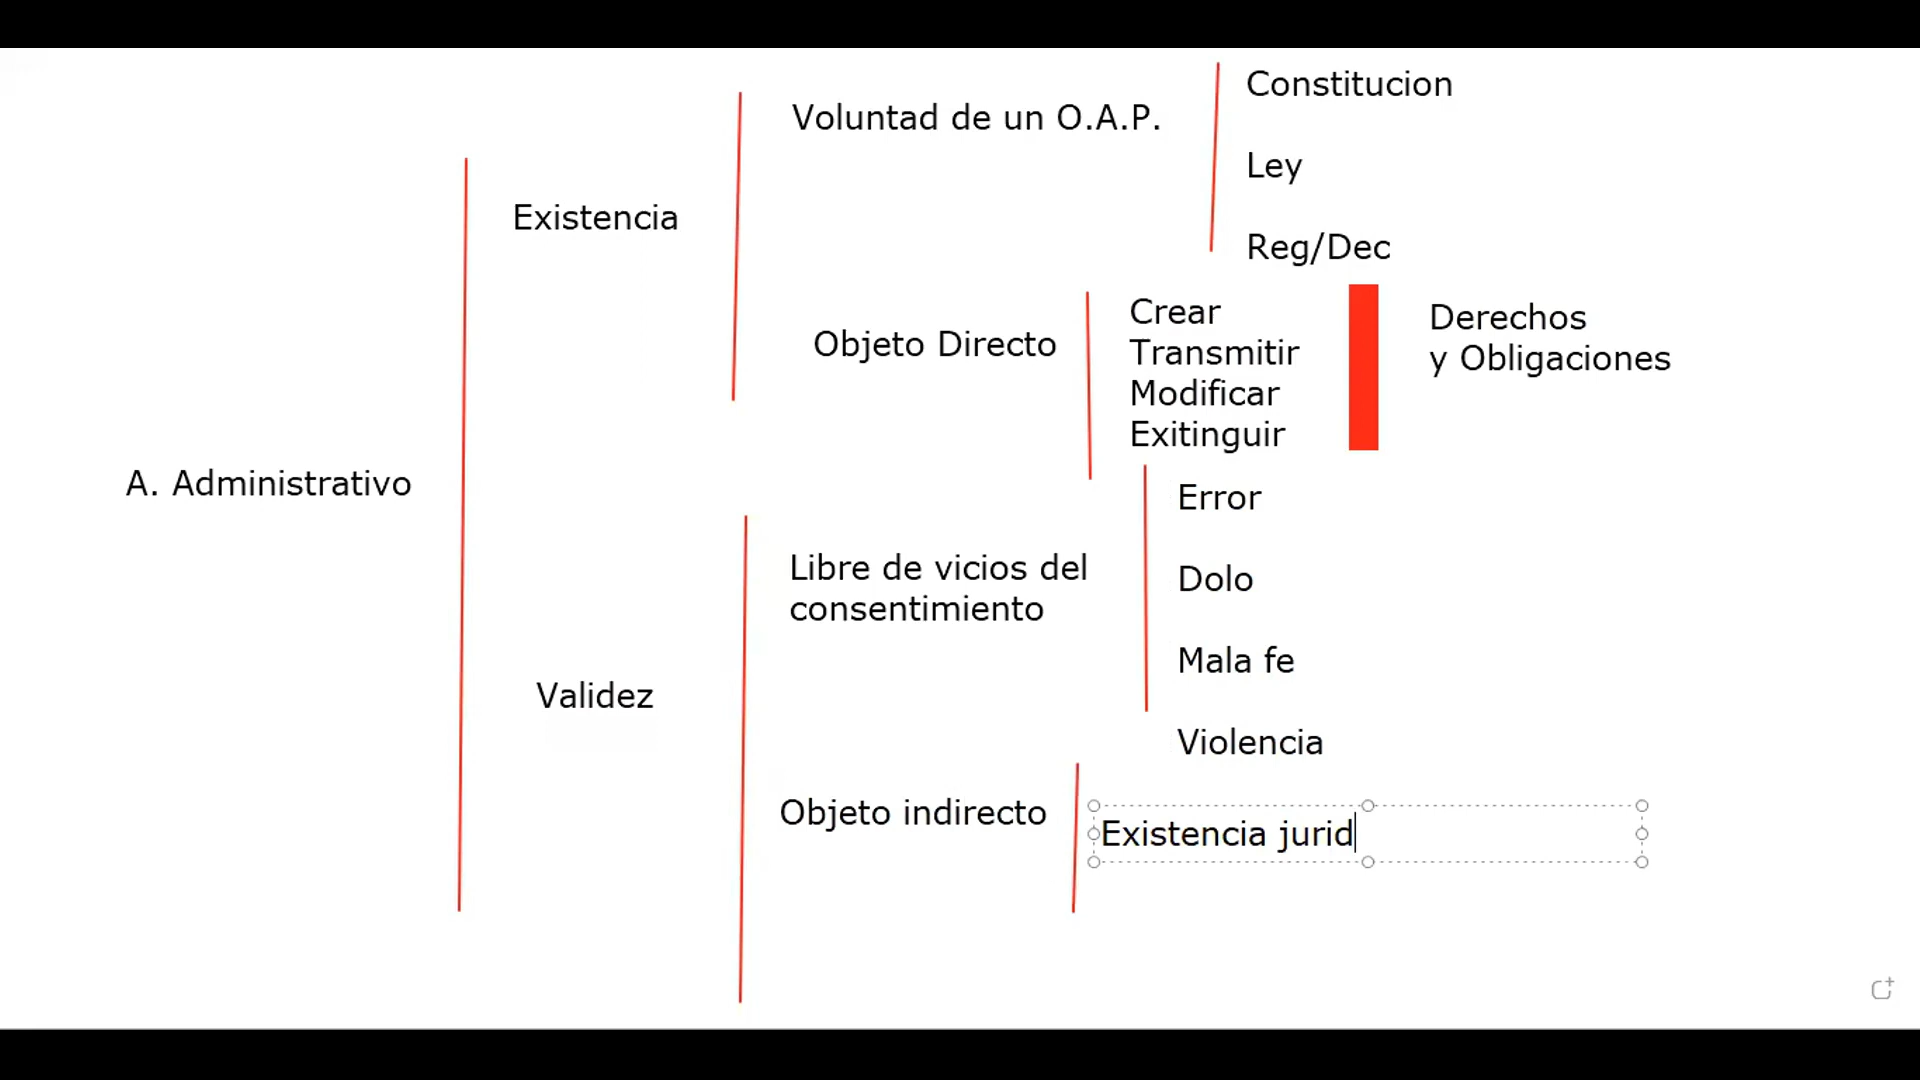 Constitucion
Voluntad de un O.A.P.
Ley
Existencia
Reg/Dec
Crear
Derechos
Objeto Directo
Transmitir
y Obligaciones
Modificar
Exitinguir
A. Administrativo
Error
Libre de vicios del
Dolo
consentimiento
Mala fe
Validez
Violencia
Objeto indirecto
Existencia jurid